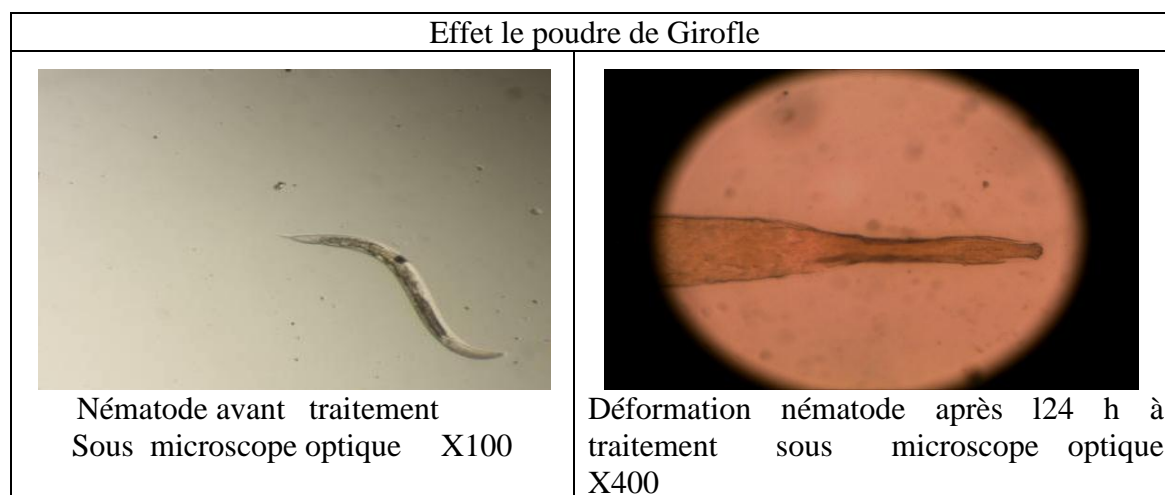 Effet le poudre de Girofle
Nématode avant traitement
Sous microscope optique X100
Déformation nématode après l24 h à
traitement sous microscope optique
X400